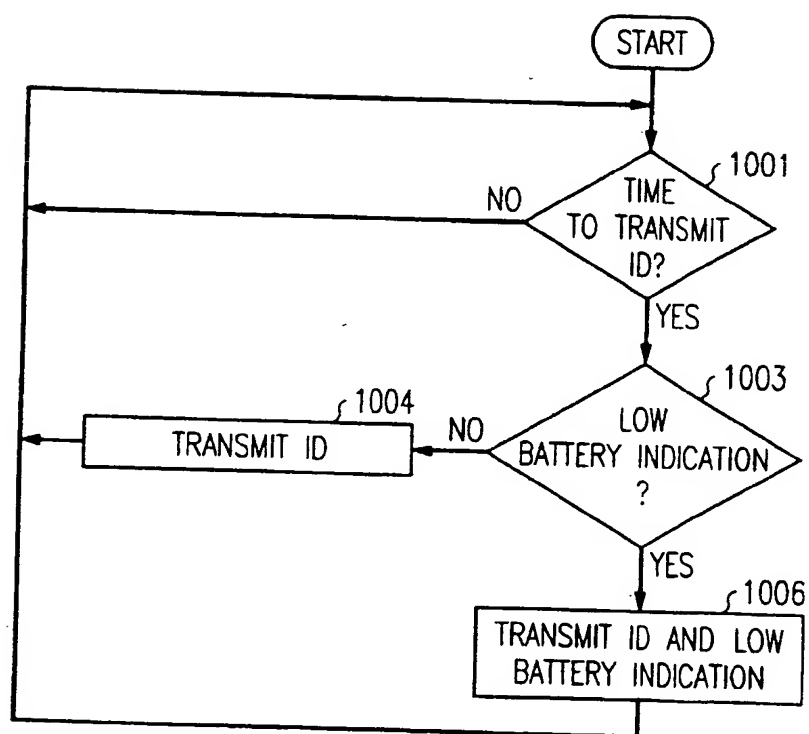 START
1001
TIME
TO TRANSMIT
ID?
NO
YES
1003
LOW
BATTERY INDICATION
?
NO
1004
TRANSMIT ID
YES
1006
TRANSMIT ID AND LOW
BATTERY INDICATION